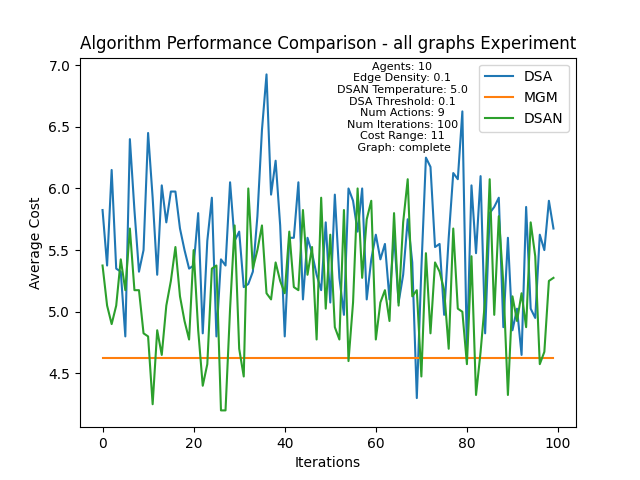 Algorithm Performance Comparison - all graphs Experiment
Agents: 10
Edge Density: 0.1
DSAN Temperature: 5.0
DSA Threshold: 0.1
Num Actions: 9
Num Iterations: 100
Cost Range: 11
Graph: complete
DSA
MGM
DSAN
7.0
6.5
6.0
5.5
5.0
4.5
Average Cost
0 20 40 60 80 100
Iterations